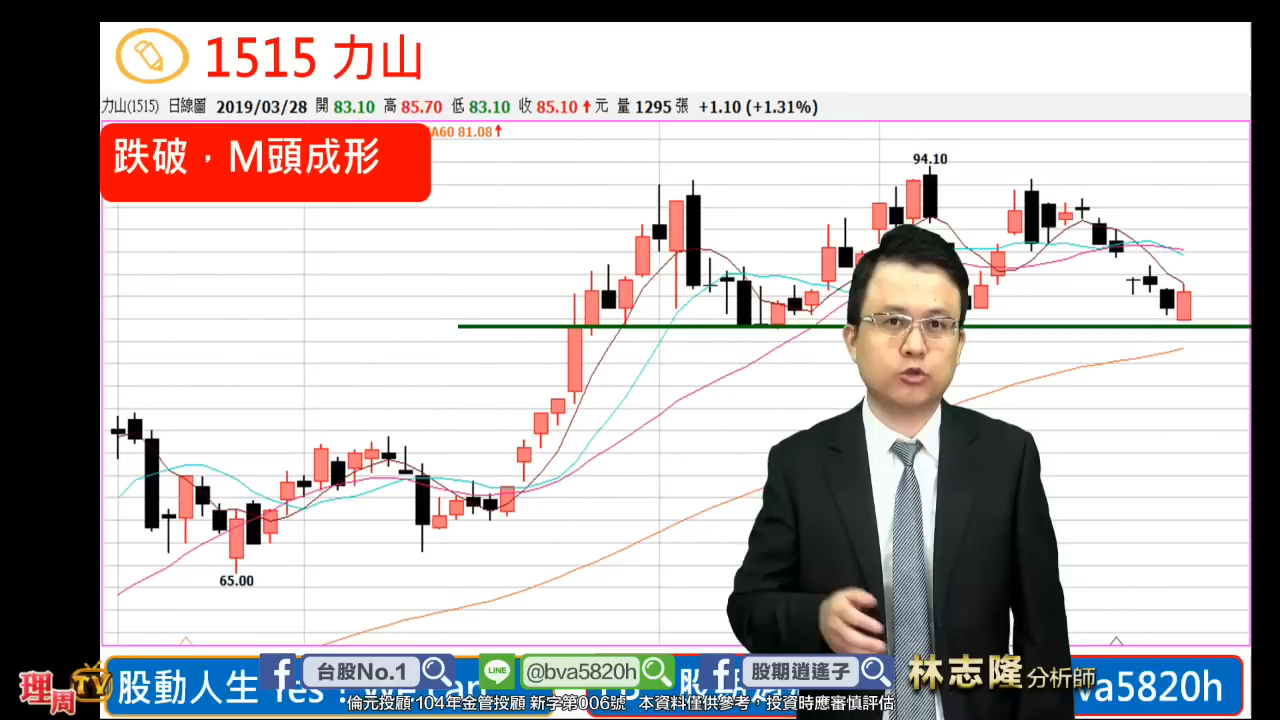 1515 力山
力山(1515) 日線圖 2019/03/28 開 83.10 高 85.70 低 83.10 收 85.10 元 量 1295 張 +1.10 (+1.31%)
跌破，M頭成形
A60 81.08
94.10
65.00
理周TV
股動人生 Yes !
台股No.1
LINE @bva5820h
股期逍遙子
林志隆 分析師
va5820h
倫元投顧 104年金管投顧 新字第006號 本資料僅供參考，投資時應審慎評估